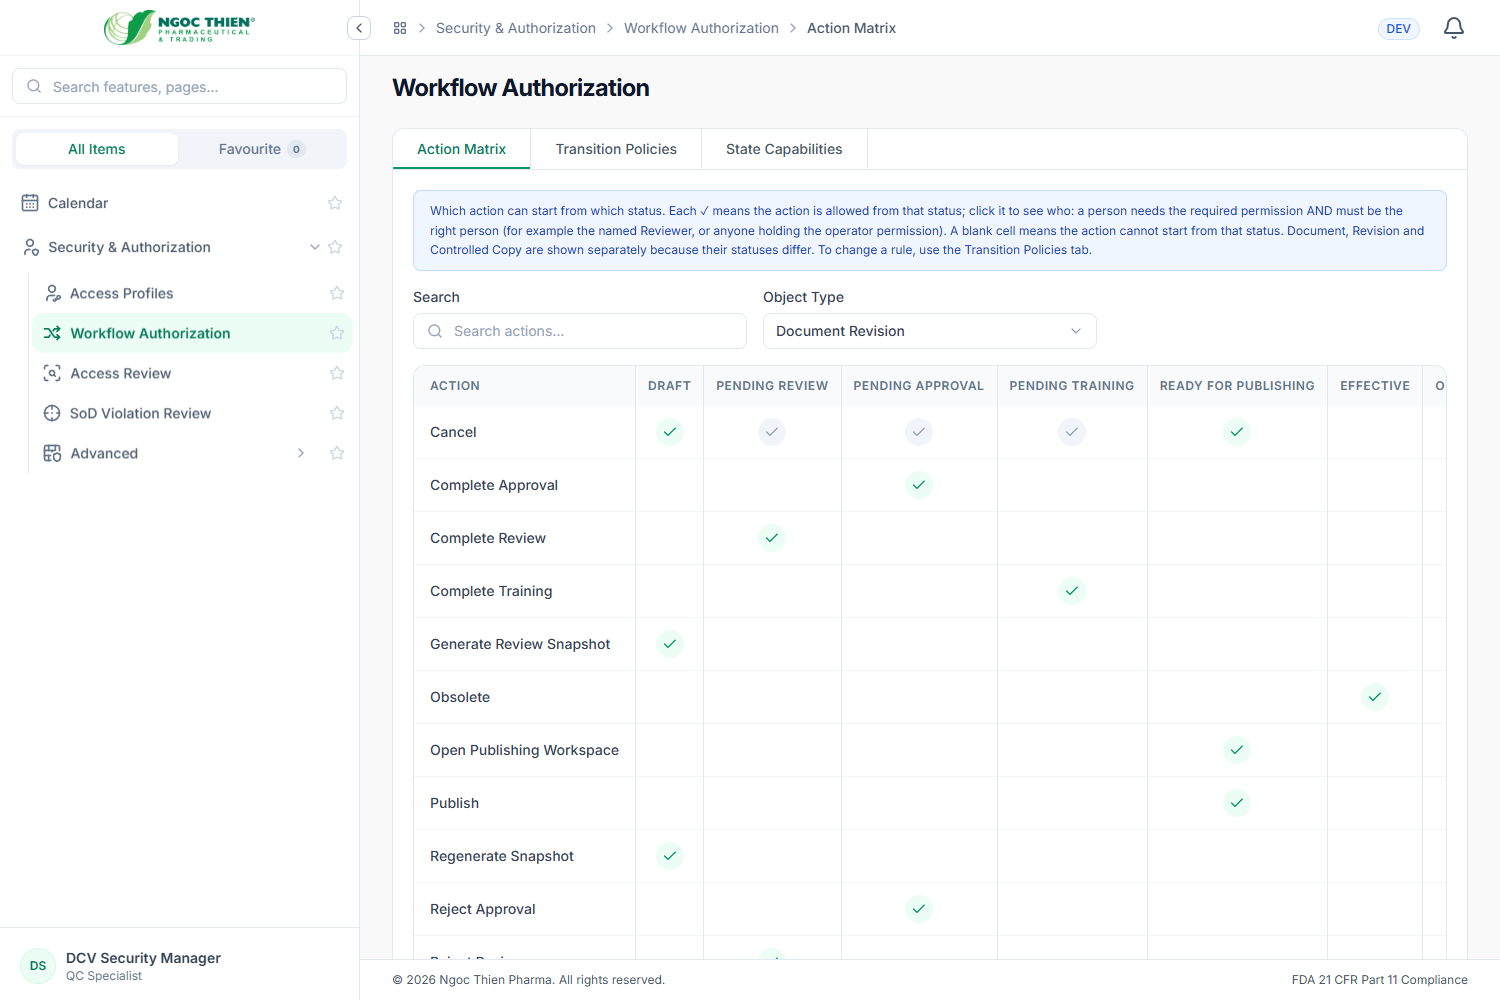 NGOC THIEN®
PHARMACEUTICAL
& TRADING
Security & Authorization
Workflow Authorization
Action Matrix
DEV
Search features, pages...
All Items
Favourite 0
Calendar
Security & Authorization
Access Profiles
Workflow Authorization
Access Review
SoD Violation Review
Advanced
DS
DCV Security Manager
QC Specialist
Workflow Authorization
Action Matrix
Transition Policies
State Capabilities
Which action can start from which status. Each ✓ means the action is allowed from that status; click it to see who: a person needs the required permission AND must be the
right person (for example the named Reviewer, or anyone holding the operator permission). A blank cell means the action cannot start from that status. Document, Revision and
Controlled Copy are shown separately because their statuses differ. To change a rule, use the Transition Policies tab.
Search
Object Type
Search actions...
Document Revision
ACTION DRAFT PENDING REVIEW PENDING APPROVAL PENDING TRAINING READY FOR PUBLISHING EFFECTIVE O
Cancel
Complete Approval
Complete Review
Complete Training
Generate Review Snapshot
Obsolete
Open Publishing Workspace
Publish
Regenerate Snapshot
Reject Approval
© 2026 Ngoc Thien Pharma. All rights reserved.
FDA 21 CFR Part 11 Compliance